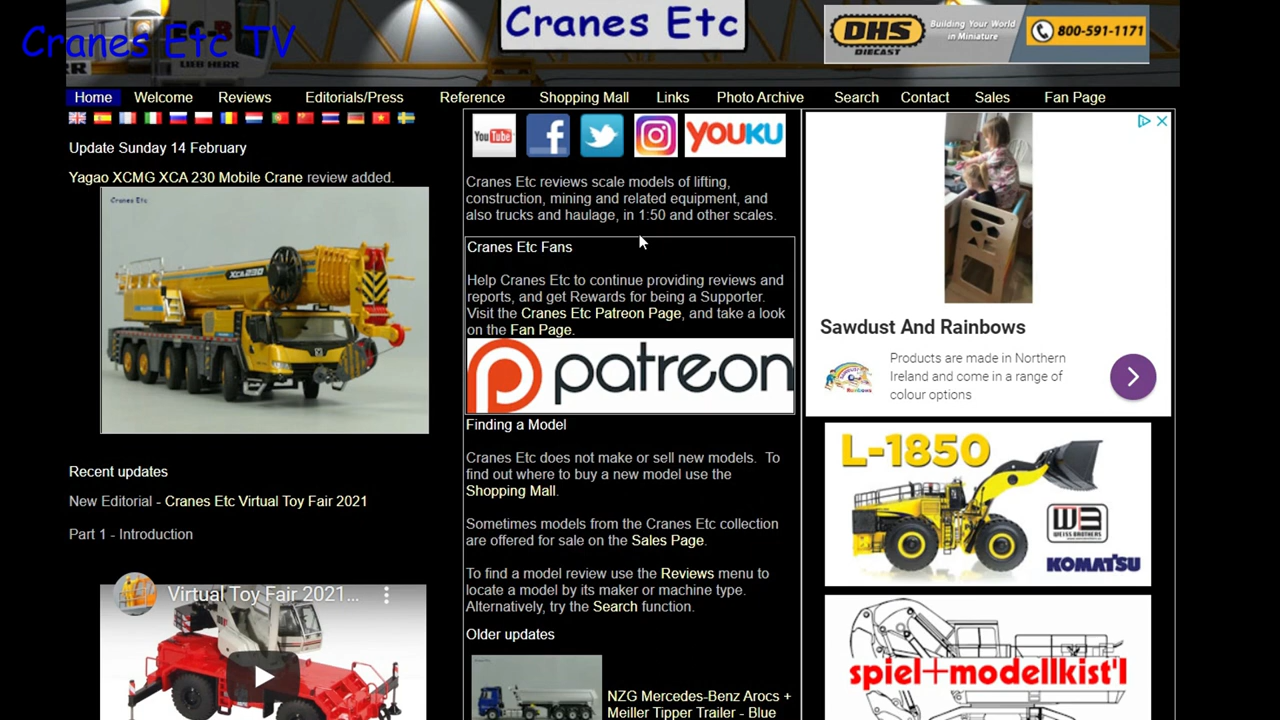 Cranes Etc TV
LIEBHERR
Cranes Etc
DHS
DIECAST
Building Your World
in Miniature
800-591-1171
Home
Welcome
Reviews
Editorials/Press
Reference
Shopping Mall
Links
Photo Archive
Search
Contact
Sales
Fan Page
Update Sunday 14 February
Yagao XCMG XCA 230 Mobile Crane review added.
Cranes Etc
XCA230
Recent updates
New Editorial - Cranes Etc Virtual Toy Fair 2021
Part 1 - Introduction
Virtual Toy Fair 2021...
You Tube
YOUKU
Cranes Etc reviews scale models of lifting,
construction, mining and related equipment, and
also trucks and haulage, in 1:50 and other scales.
Cranes Etc Fans
Help Cranes Etc to continue providing reviews and
reports, and get Rewards for being a Supporter.
Visit the Cranes Etc Patreon Page, and take a look
on the Fan Page.
patreon
Finding a Model
Cranes Etc does not make or sell new models. To
find out where to buy a new model use the
Shopping Mall.
Sometimes models from the Cranes Etc collection
are offered for sale on the Sales Page.
To find a model review use the Reviews menu to
locate a model by its maker or machine type.
Alternatively, try the Search function.
Older updates
NZG Mercedes-Benz Arocs +
Meiller Tipper Trailer - Blue
Sawdust And Rainbows
Products are made in Northern
Ireland and come in a range of
colour options
L-1850
WEISS BROTHERS
KOMATSU
spiel+modellkist'l